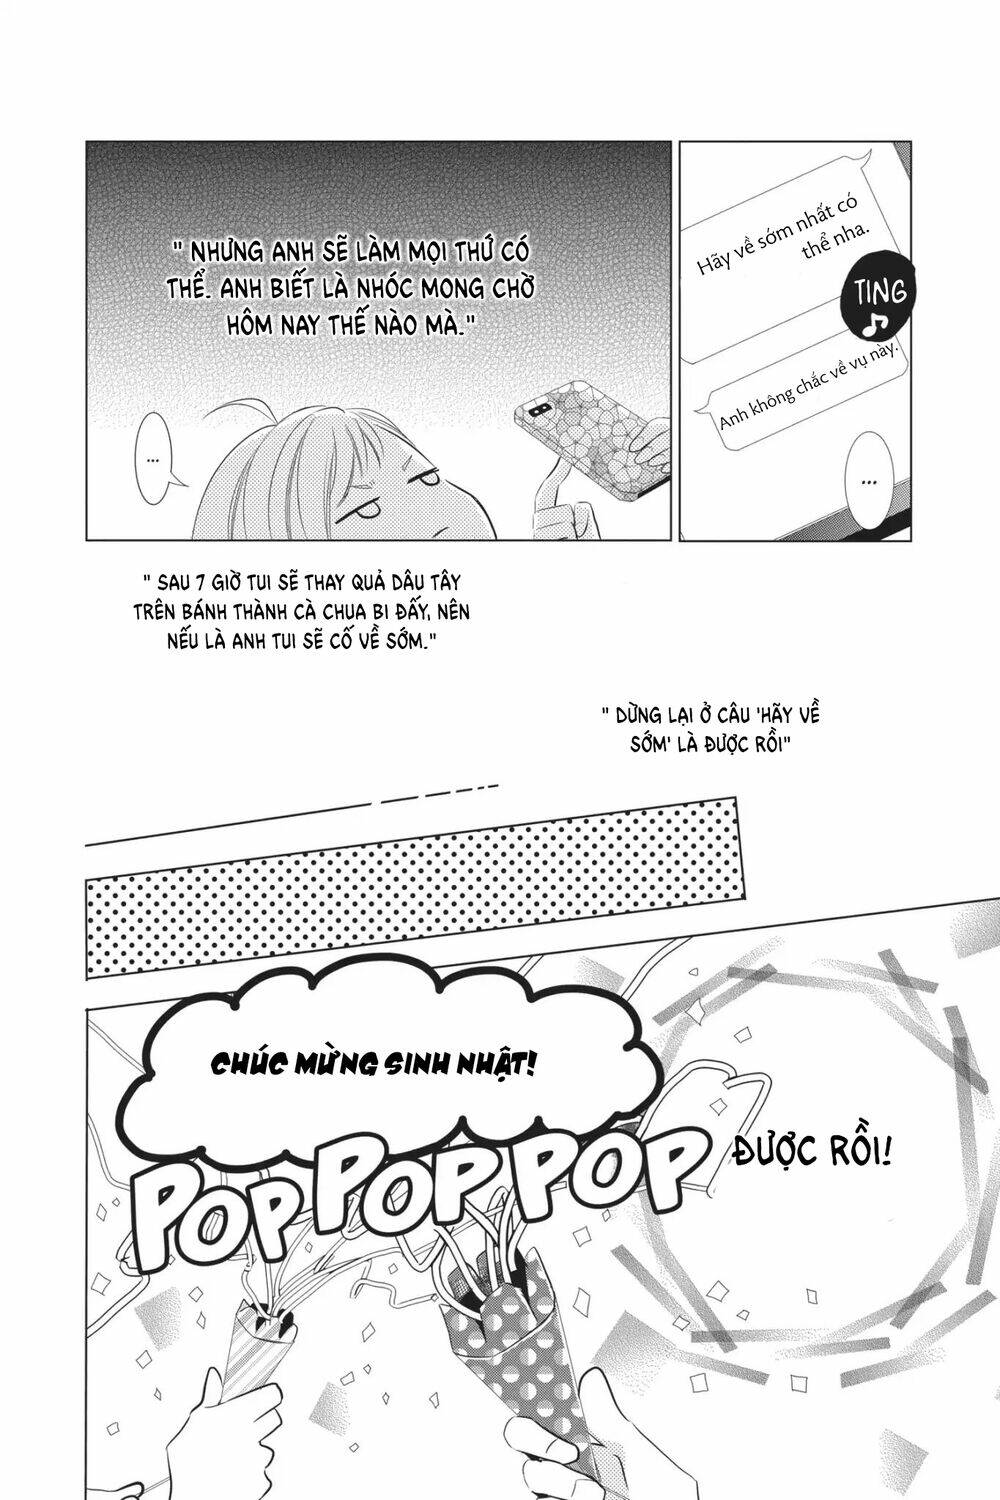 " NHƯNG ANH SẼ LÀM MỌI THỨ CÓ
THỂ. ANH BIẾT LÀ NHÓC MONG CHỜ
HÔM NAY THẾ NÀO MÀ."
...
Hãy về sớm nhất có
thể nha.
TING
Anh không chắc về vụ này.
...
" SAU 7 GIỜ TUI SẼ THAY QUẢ DÂU TÂY
TRÊN BÁNH THÀNH CÀ CHUA BI ĐẤY, NÊN
NẾU LÀ ANH TUI SẼ CỐ VỀ SỚM."
" DỪNG LẠI Ở CÂU 'HÃY VỀ
SỚM' LÀ ĐƯỢC RỒI"
CHÚC MỪNG SINH NHẬT!
POP POP POP
ĐƯỢC RỒI!